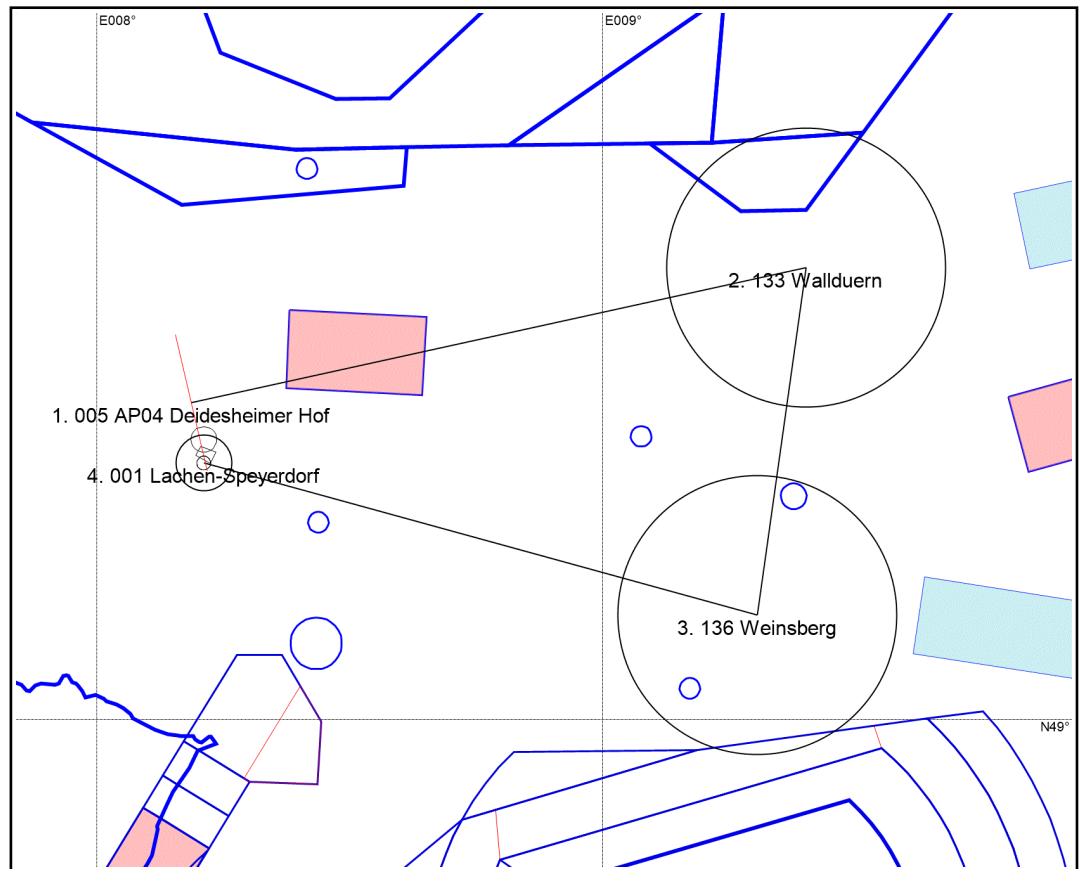 E008°
E009°
2. 133 Wallduern
1. 005 AP04 Deidesheimer Hof
4. 001 Lachen-Speyerdorf
3. 136 Weinsberg
N49°